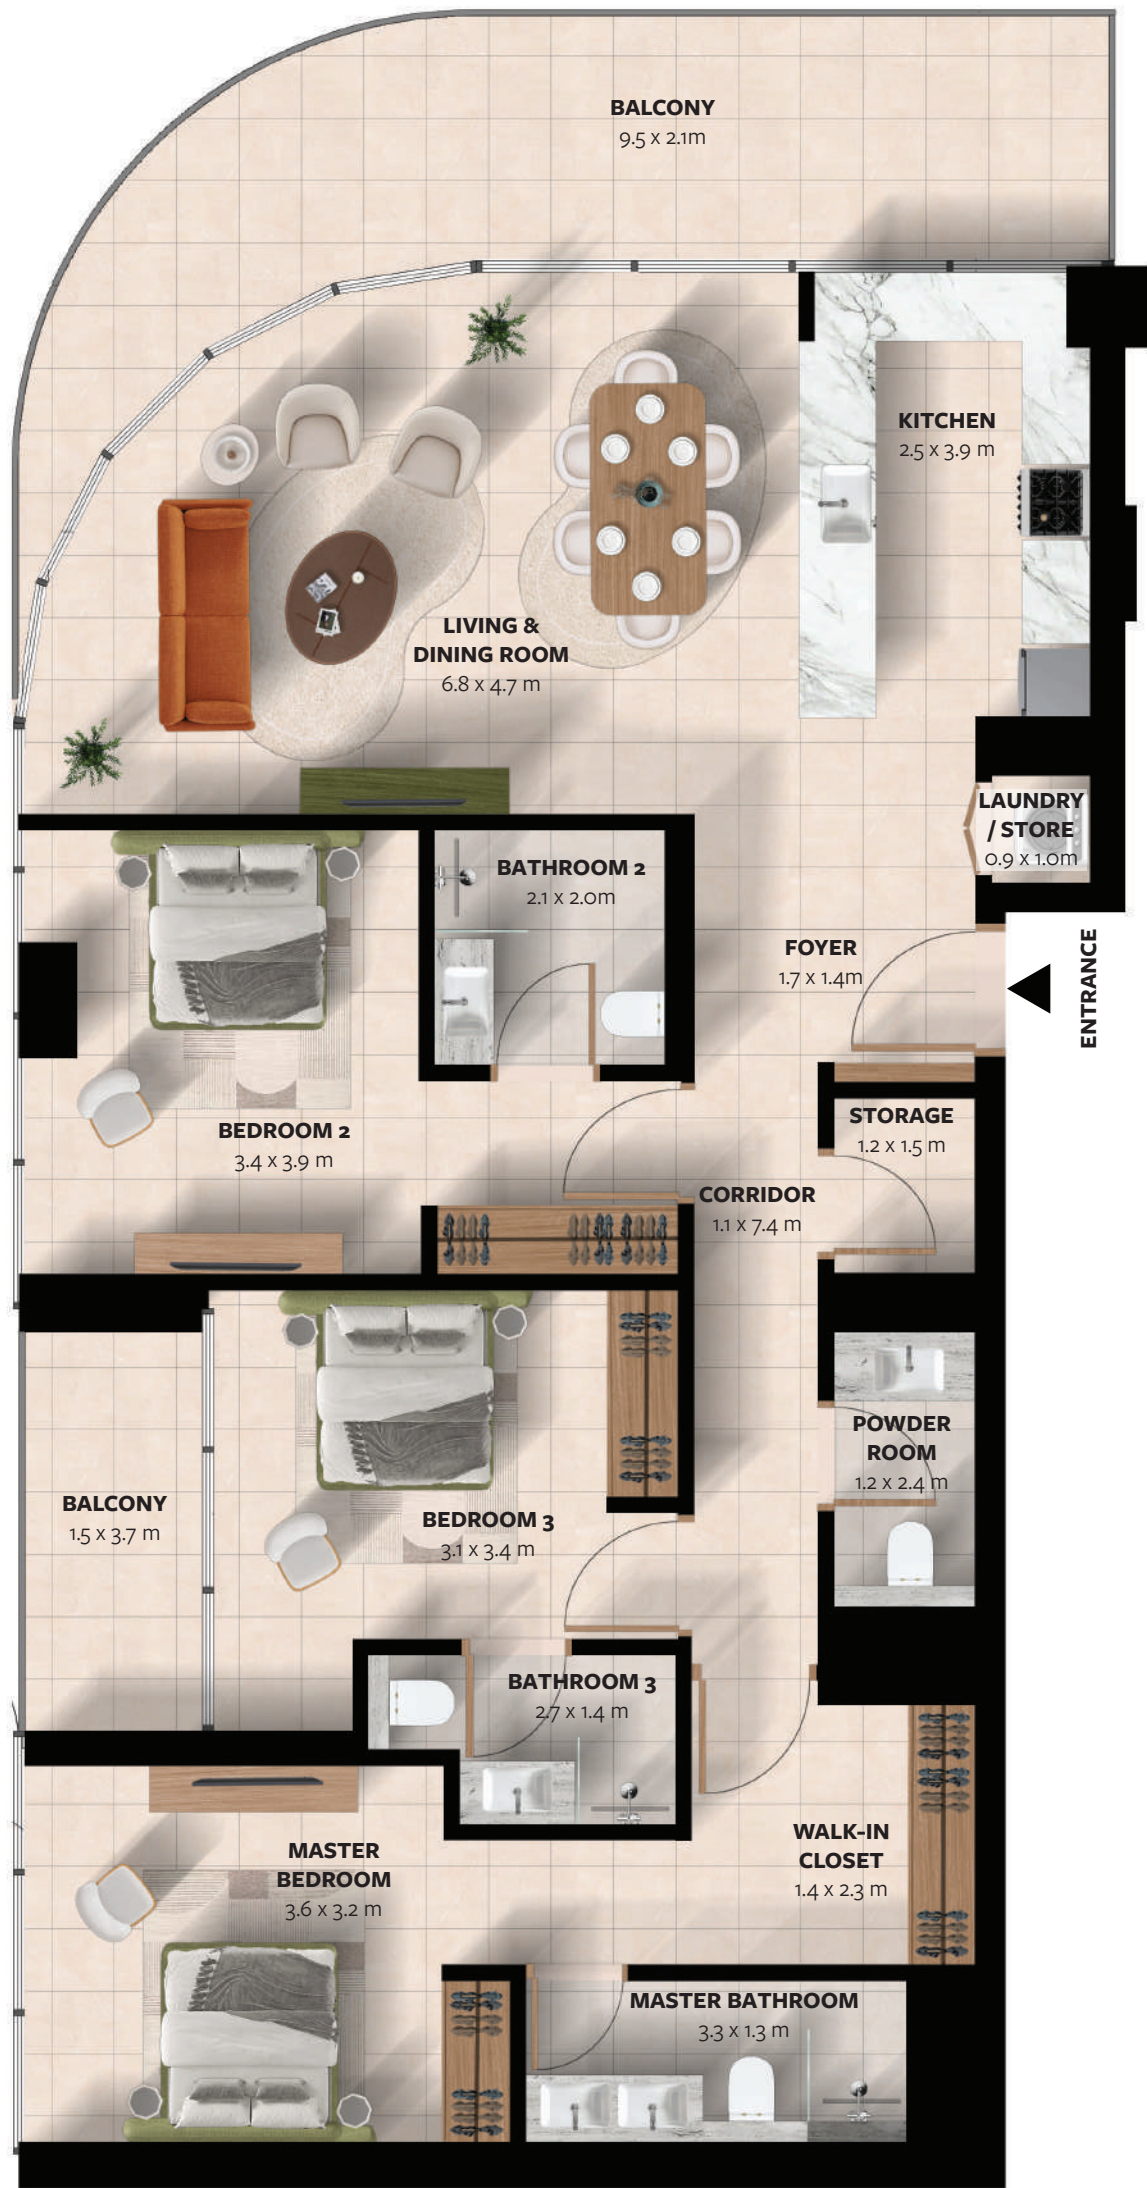 BALCONY
9.5 x 2.1m
KITCHEN
2.5 x 3.9 m
LIVING &
DINING ROOM
6.8 x 4.7 m
LAUNDRY
/ STORE
0.9 x 1.0m
BATHROOM 2
2.1 x 2.0m
FOYER
1.7 x 1.4m
ENTRANCE
BEDROOM 2
3.4 x 3.9 m
STORAGE
1.2 x 1.5 m
CORRIDOR
1.1 x 7.4 m
POWDER
ROOM
1.2 x 2.4 m
BALCONY
1.5 x 3.7 m
BEDROOM 3
3.1 x 3.4 m
BATHROOM 3
2.7 x 1.4 m
WALK-IN
CLOSET
1.4 x 2.3 m
MASTER
BEDROOM
3.6 x 3.2 m
MASTER BATHROOM
3.3 x 1.3 m